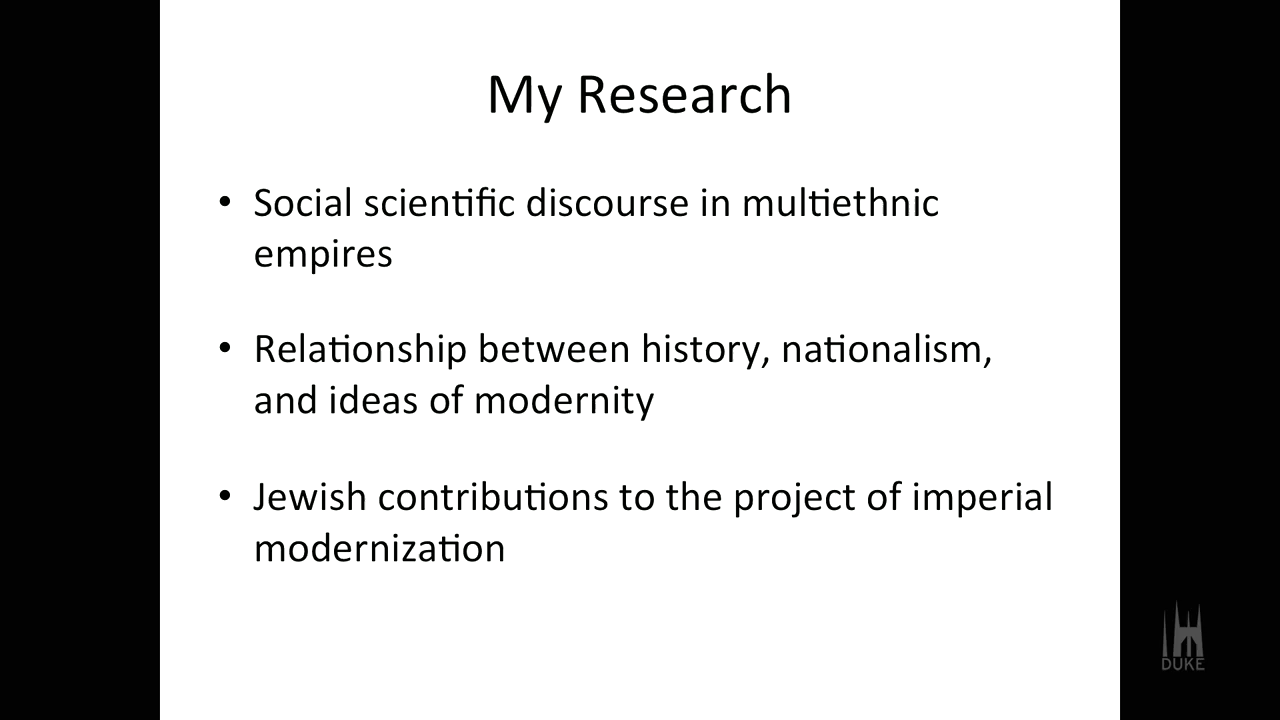 My Research
• Social scientific discourse in multiethnic
empires
• Relationship between history, nationalism,
and ideas of modernity
• Jewish contributions to the project of imperial
modernization
DUKE